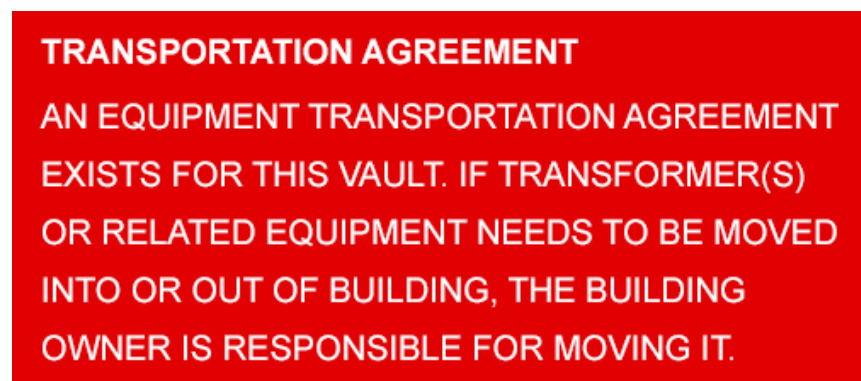 TRANSPORTATION AGREEMENT
AN EQUIPMENT TRANSPORTATION AGREEMENT
EXISTS FOR THIS VAULT. IF TRANSFORMER(S)
OR RELATED EQUIPMENT NEEDS TO BE MOVED
INTO OR OUT OF BUILDING, THE BUILDING
OWNER IS RESPONSIBLE FOR MOVING IT.